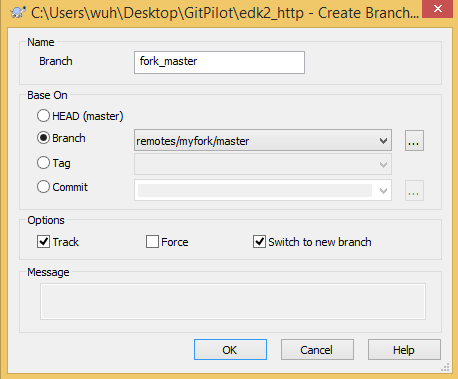 C:\Users\wuh\Desktop\GitPilot\edk2_http - Create Branch...
Name
Branch fork_master
Base On
HEAD (master)
Branch remotes/myfork/master ...
Tag
Commit ...
Options
Track Force Switch to new branch
Message
OK Cancel Help